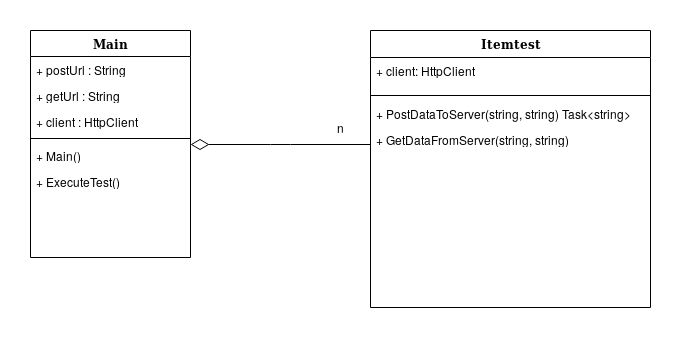 Main
+ postUrl : String
+ getUrl : String
+ client : HttpClient
+ Main()
+ ExecuteTest()
n
Itemtest
+ client: HttpClient
+ PostDataToServer(string, string) Task<string>
+ GetDataFromServer(string, string)